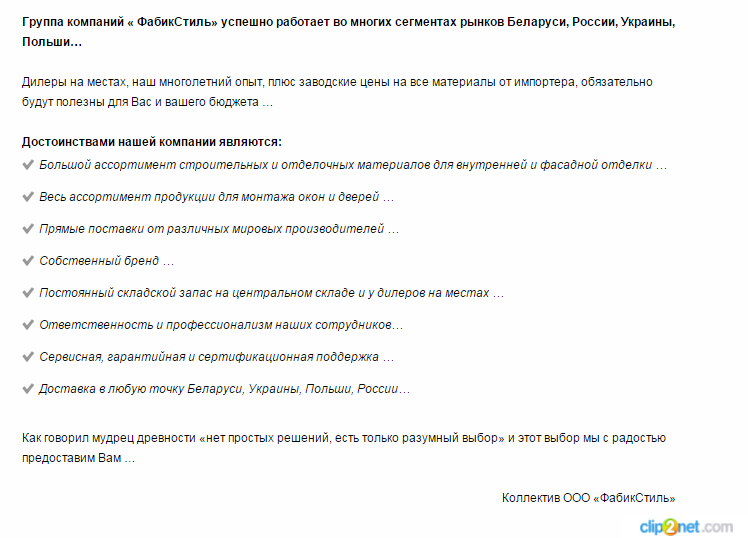 Группа компаний « ФабикСтиль» успешно работает во многих сегментах рынков Беларуси, России, Украины,
Польши…
Дилеры на местах, наш многолетний опыт, плюс заводские цены на все материалы от импортера, обязательно
будут полезны для Вас и вашего бюджета …
Достоинствами нашей компании являются:
Большой ассортимент строительных и отделочных материалов для внутренней и фасадной отделки …
Весь ассортимент продукции для монтажа окон и дверей …
Прямые поставки от различных мировых производителей …
Собственный бренд …
Постоянный складской запас на центральном складе и у дилеров на местах …
Ответственность и профессионализм наших сотрудников…
Сервисная, гарантийная и сертификационная поддержка …
Доставка в любую точку Беларуси, Украины, Польши, России…
Как говорил мудрец древности «нет простых решений, есть только разумный выбор» и этот выбор мы с радостью
предоставим Вам …
Коллектив ООО «ФабикСтиль»
clip2net.com